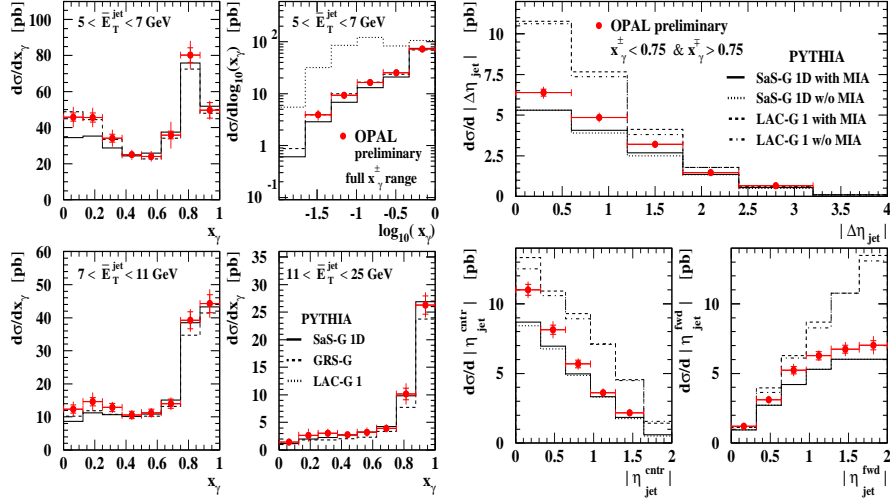 dσ/dx_γ [pb]
5 < E̅_T^jet < 7 GeV
120
100
80
60
40
20
0
0 0.2 0.4 0.6 0.8 1
x_γ
dσ/dlog₁₀(x_γ) [pb]
5 < E̅_T^jet < 7 GeV
10²
10
1
10⁻¹
OPAL
preliminary
full x_γ^± range
-1.5 -1 -0.5 0
log₁₀( x_γ)
dσ/d | Δη_jet | [pb]
10
7.5
5
2.5
0
OPAL preliminary
x_γ^± < 0.75 & x_γ^∓ > 0.75
PYTHIA
SaS-G 1D with MIA
SaS-G 1D w/o MIA
LAC-G 1 with MIA
LAC-G 1 w/o MIA
0 0.5 1 1.5 2 2.5 3 3.5 4
| Δη_jet |
dσ/dx_γ [pb]
7 < E̅_T^jet < 11 GeV
60
50
40
30
20
10
0
0 0.2 0.4 0.6 0.8 1
x_γ
dσ/dx_γ [pb]
11 < E̅_T^jet < 25 GeV
35
30
25
20
15
10
5
0
PYTHIA
SaS-G 1D
GRS-G
LAC-G 1
0 0.2 0.4 0.6 0.8 1
x_γ
dσ/d | η_jet^cntr | [pb]
10
5
0
0 0.5 1 1.5 2
| η_jet^cntr |
dσ/d | η_jet^fwd | [pb]
10
5
0
0 0.5 1 1.5 2
| η_jet^fwd |